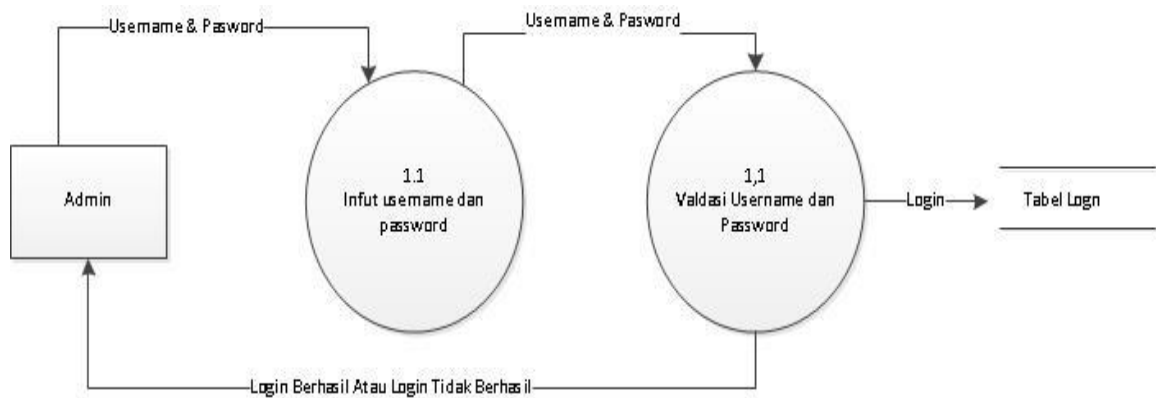 Username & Pasword
Username & Pasword
Admin
1.1
Infut username dan
password
1,1
Valdasi Username dan
Password
Login
Tabel Logn
Login Berhasil Atau Login Tidak Berhasil